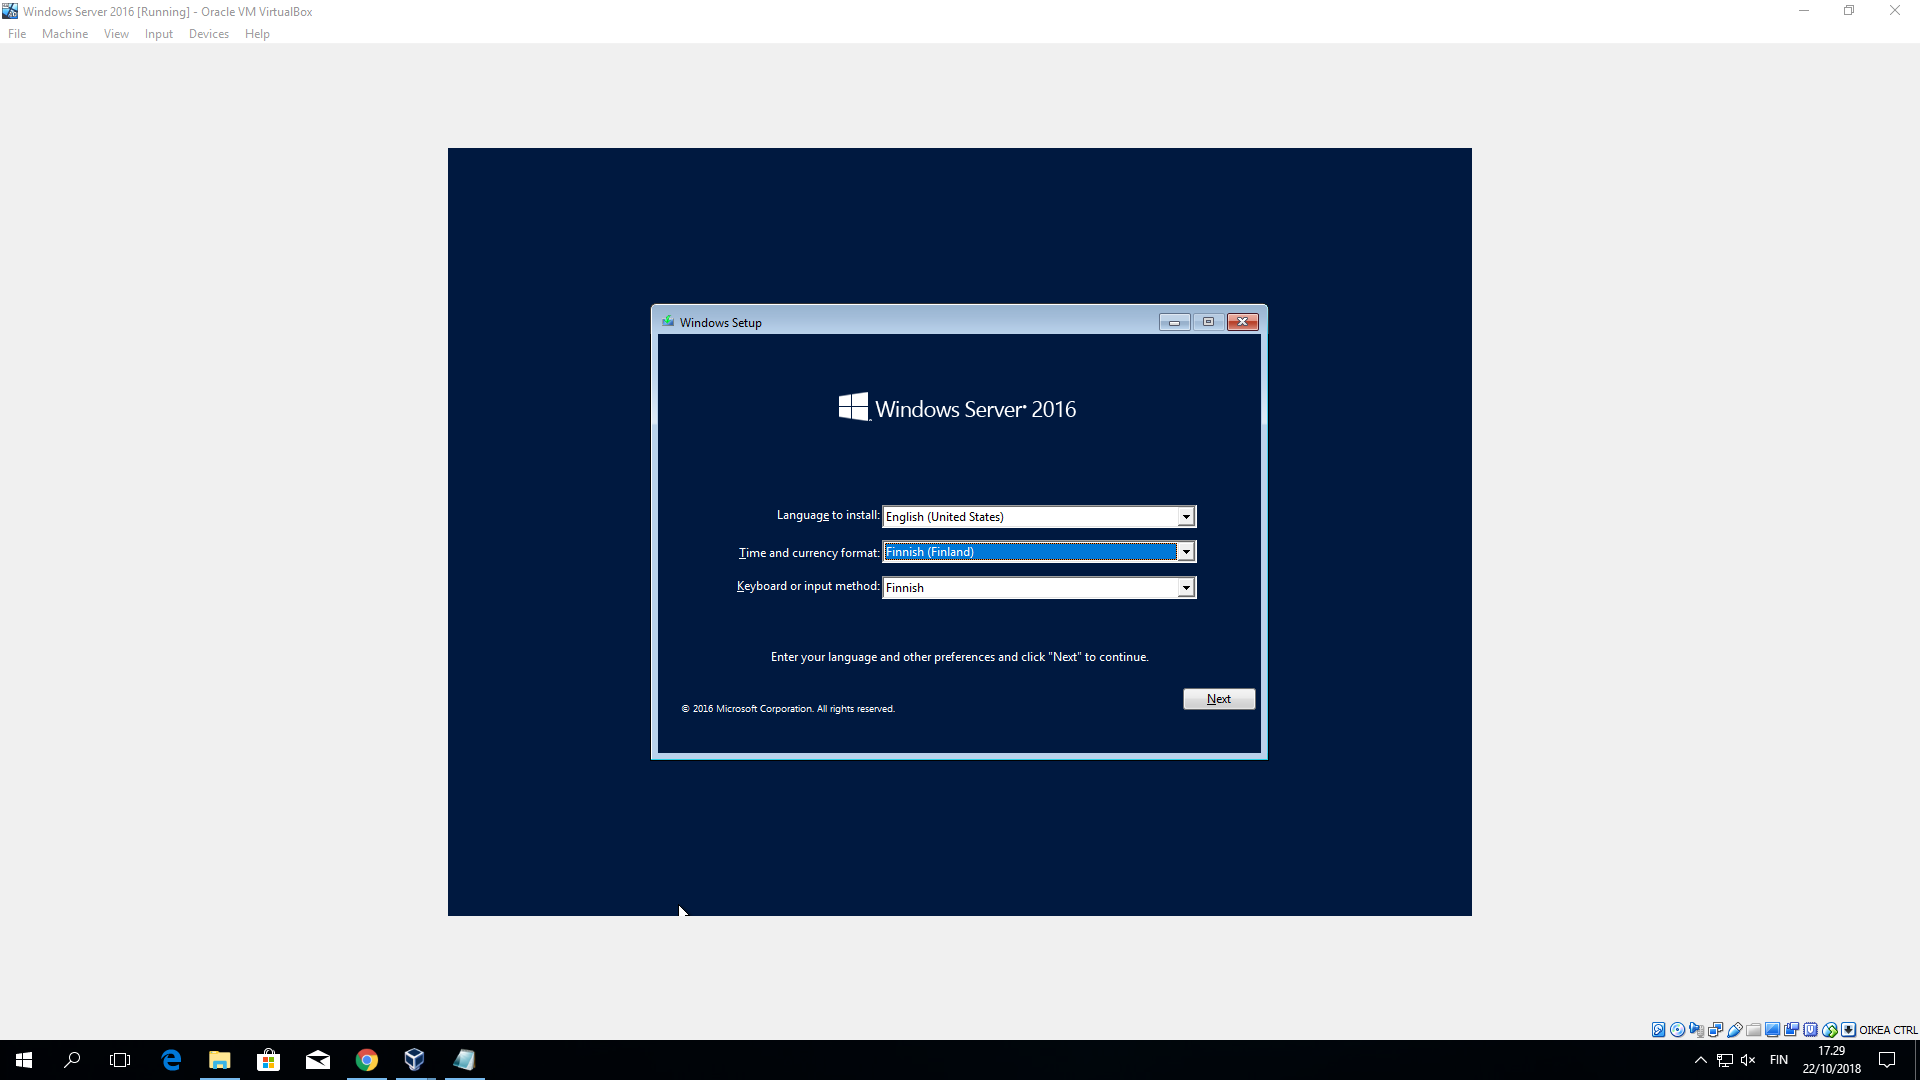 Windows Server 2016 [Running] - Oracle VM VirtualBox
File Machine View Input Devices Help
Windows Setup
Windows Server® 2016
Language to install: English (United States)
Time and currency format: Finnish (Finland)
Keyboard or input method: Finnish
Enter your language and other preferences and click "Next" to continue.
Next
© 2016 Microsoft Corporation. All rights reserved.
OIKEA CTRL
FIN
17.29
22/10/2018